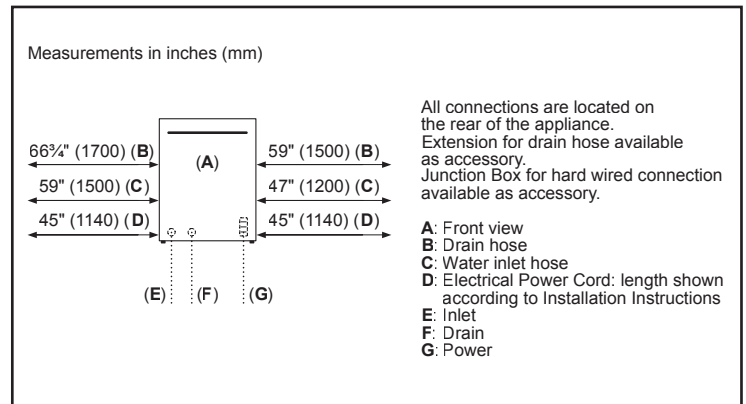 Measurements in inches (mm)
66¾" (1700) (B)
59" (1500) (C)
45" (1140) (D)
(A)
59" (1500) (B)
47" (1200) (C)
45" (1140) (D)
(E)
(F)
(G)
All connections are located on
the rear of the appliance.
Extension for drain hose available
as accessory.
Junction Box for hard wired connection
available as accessory.
A: Front view
B: Drain hose
C: Water inlet hose
D: Electrical Power Cord: length shown
according to Installation Instructions
E: Inlet
F: Drain
G: Power